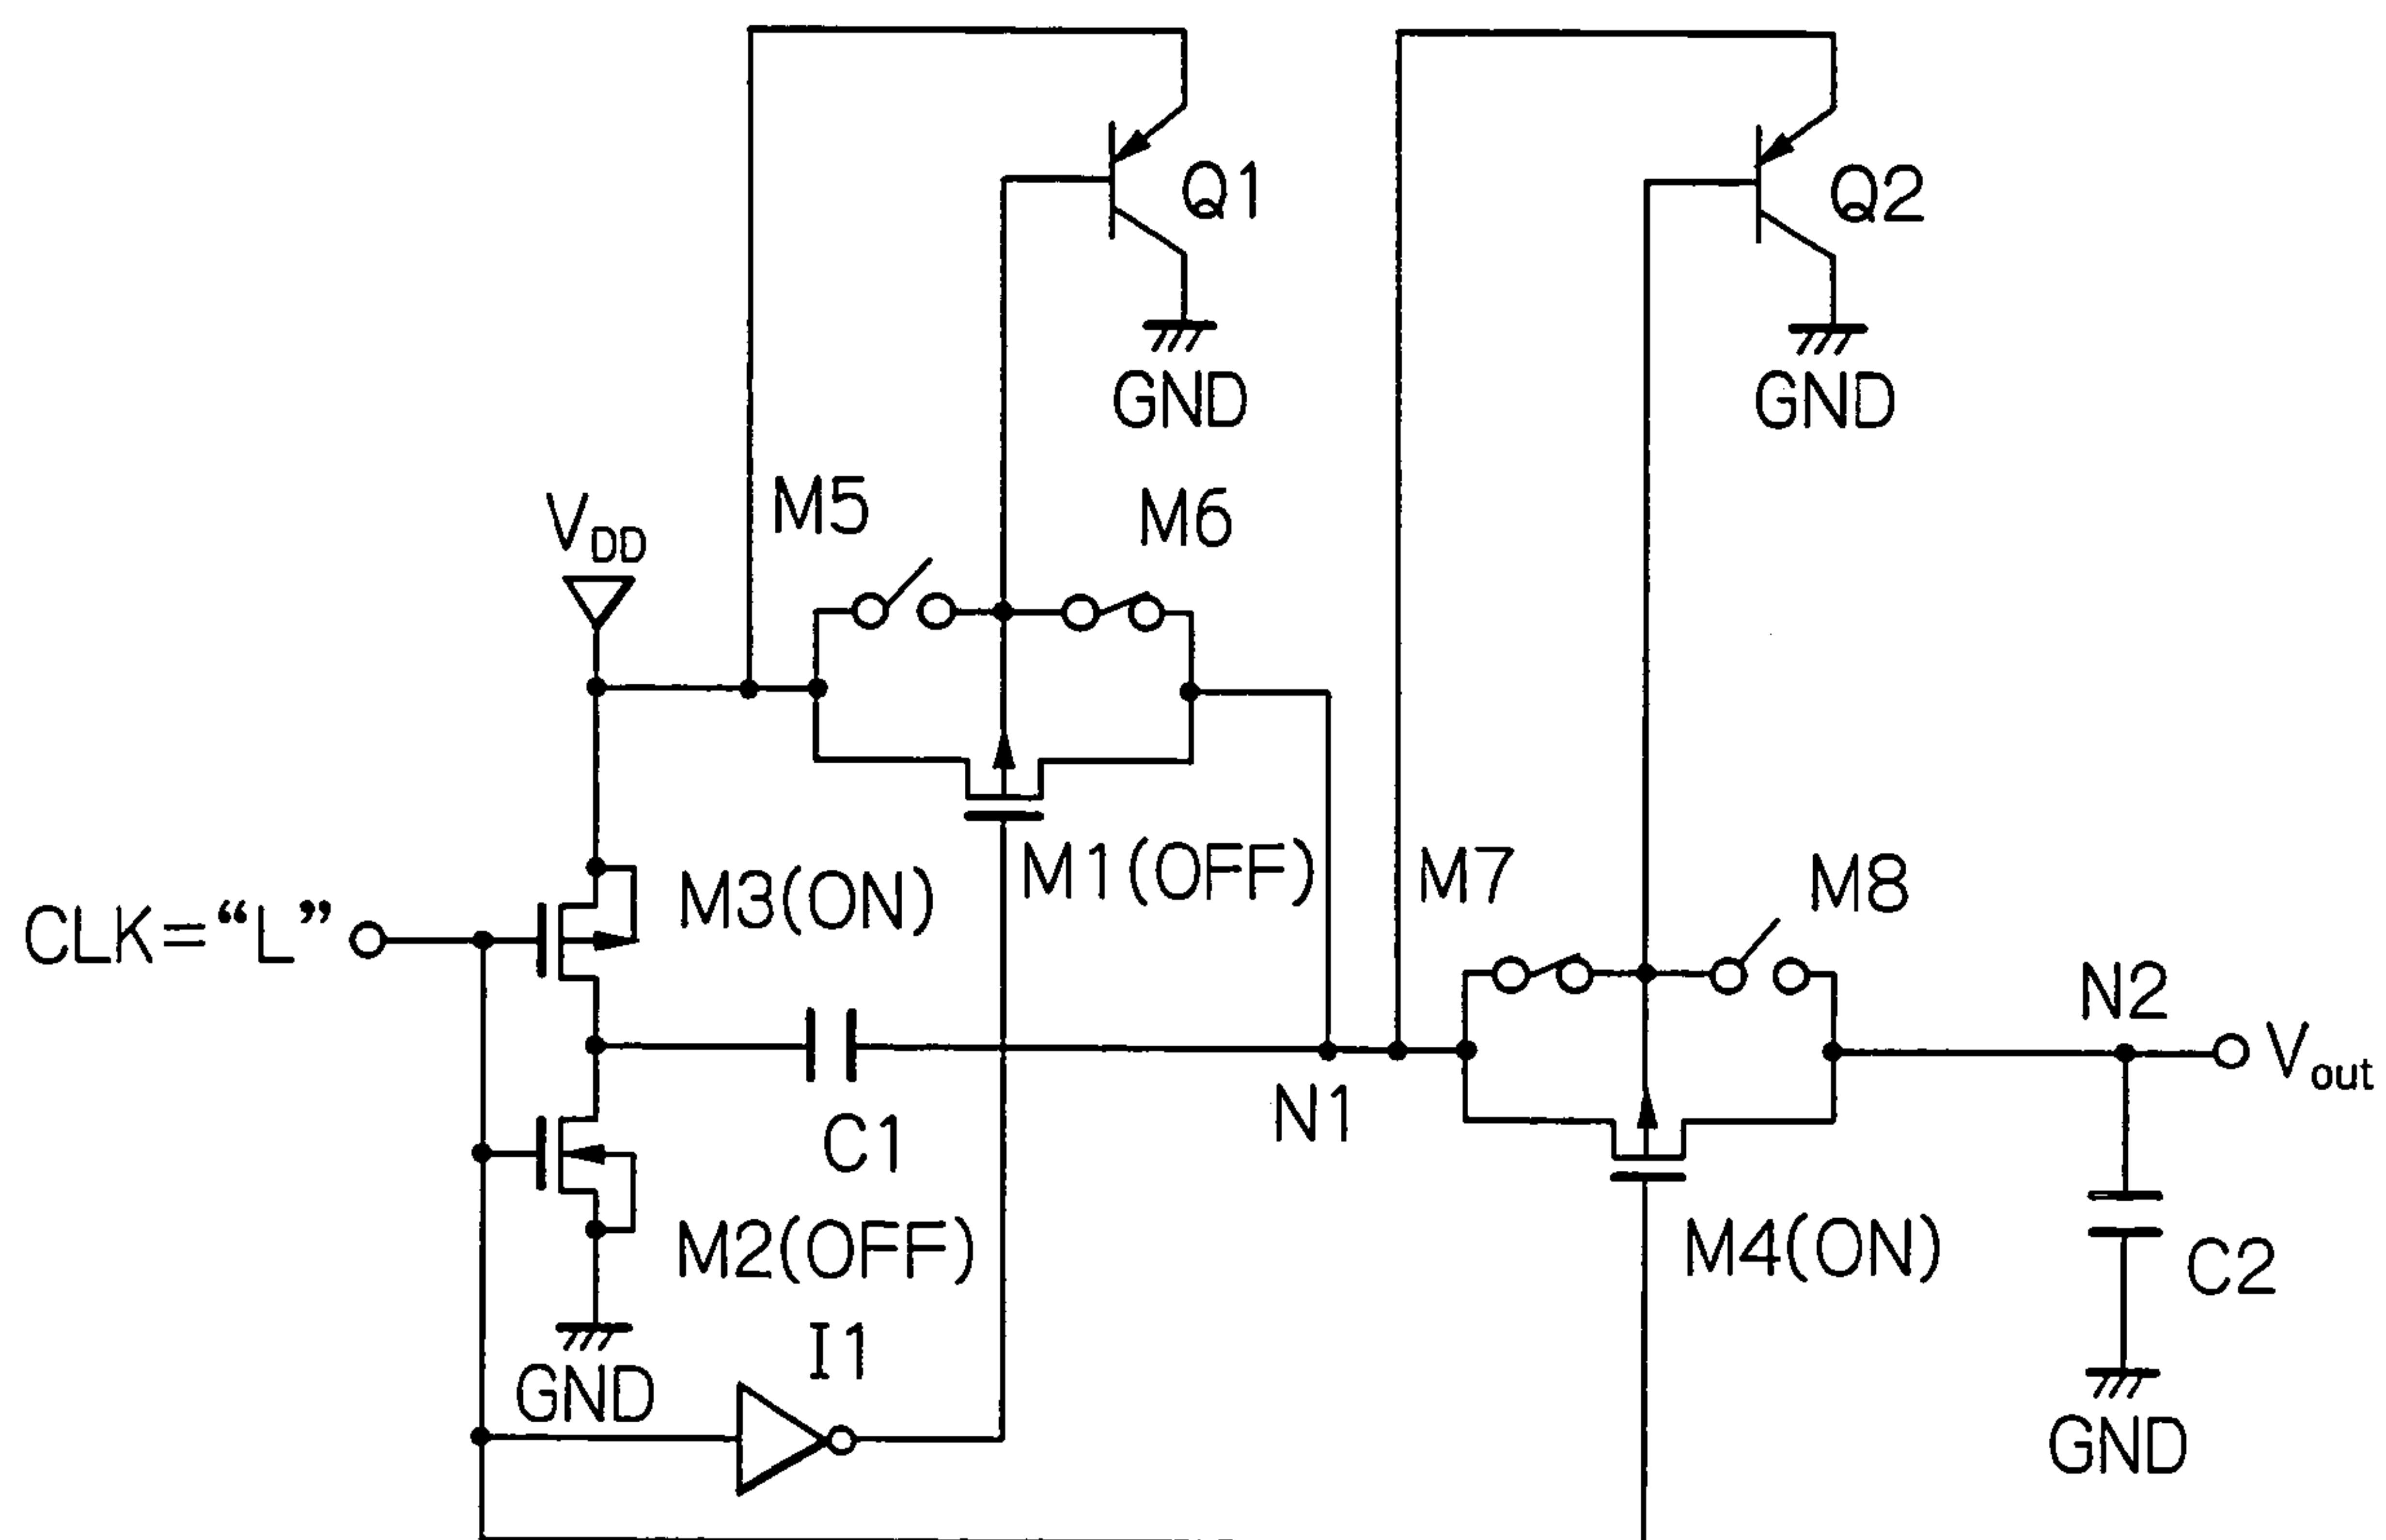 Q1
Q2
GND
GND
M5
M6
V_DD
M1(OFF)
M7
M8
M3(ON)
CLK=“L”
N2
V_out
N1
C1
M2(OFF)
M4(ON)
C2
I1
GND
GND